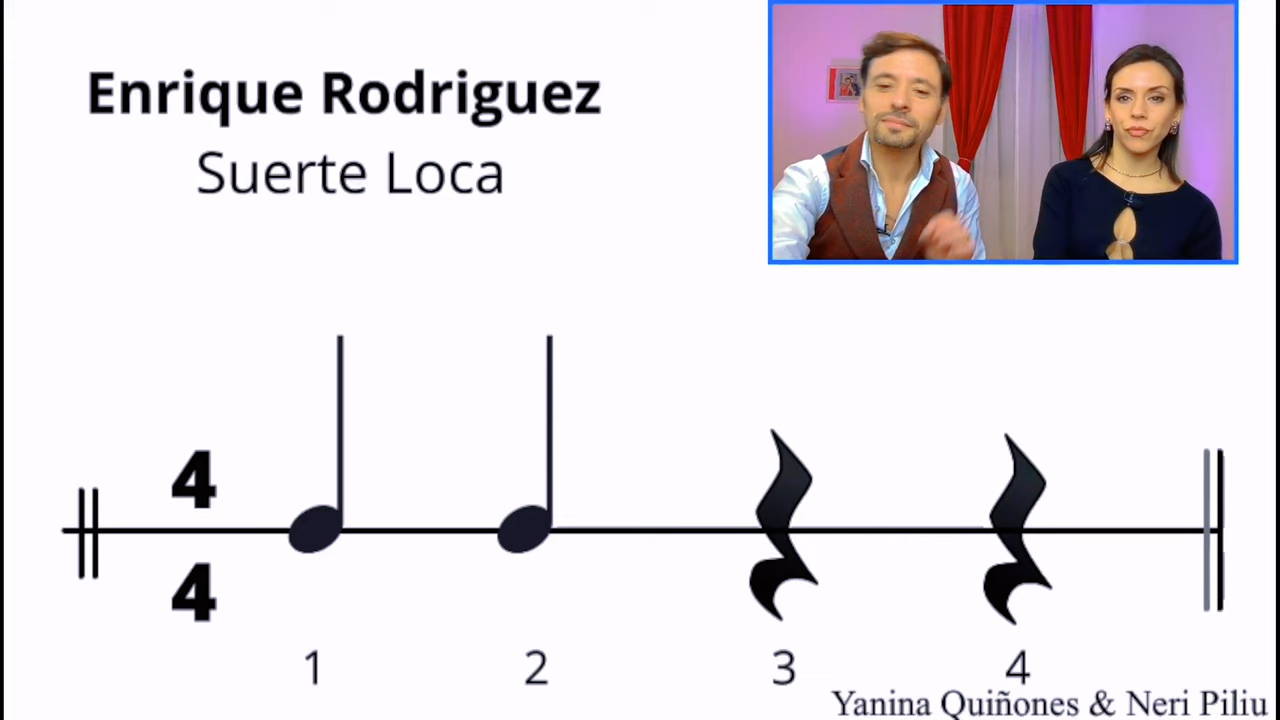 Enrique Rodriguez
Suerte Loca
4
4
1 2 3 4
Yanina Quiñones & Neri Piliu